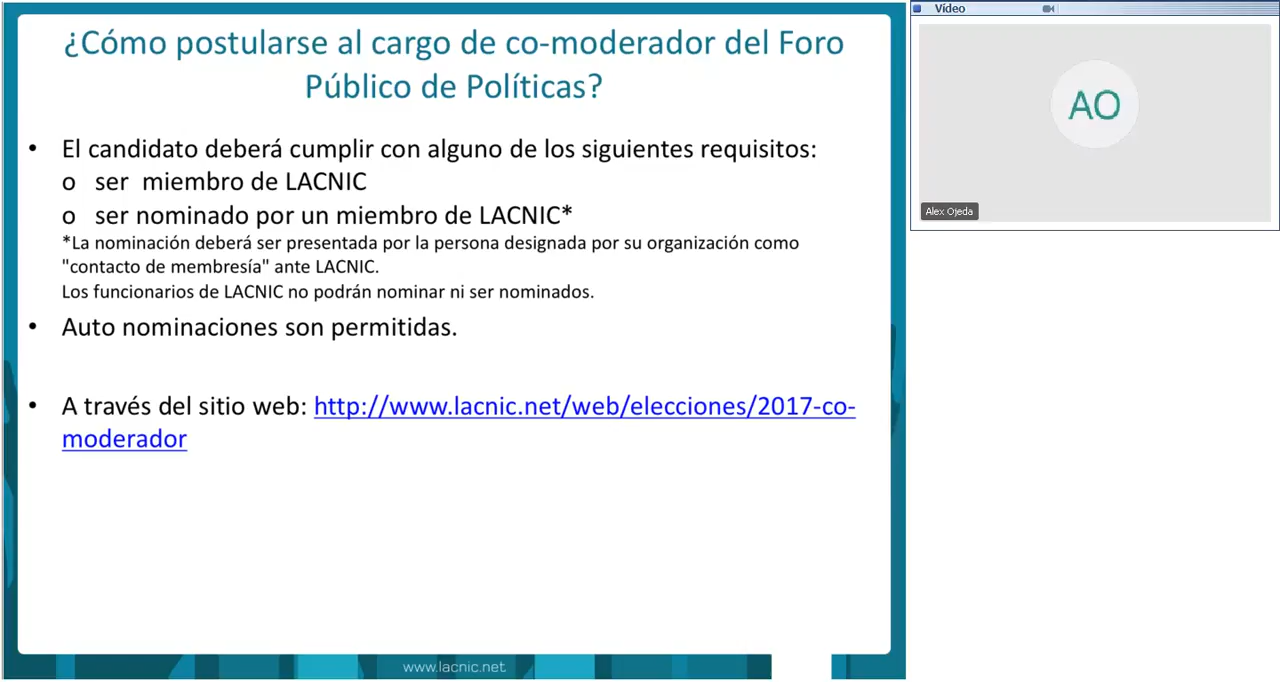 ¿Cómo postularse al cargo de co-moderador del Foro
Público de Políticas?
• El candidato deberá cumplir con alguno de los siguientes requisitos:
o ser miembro de LACNIC
o ser nominado por un miembro de LACNIC*
*La nominación deberá ser presentada por la persona designada por su organización como
"contacto de membresía" ante LACNIC.
Los funcionarios de LACNIC no podrán nominar ni ser nominados.
• Auto nominaciones son permitidas.
• A través del sitio web: http://www.lacnic.net/web/elecciones/2017-co-
moderador
www.lacnic.net
Vídeo
AO
Alex Ojeda